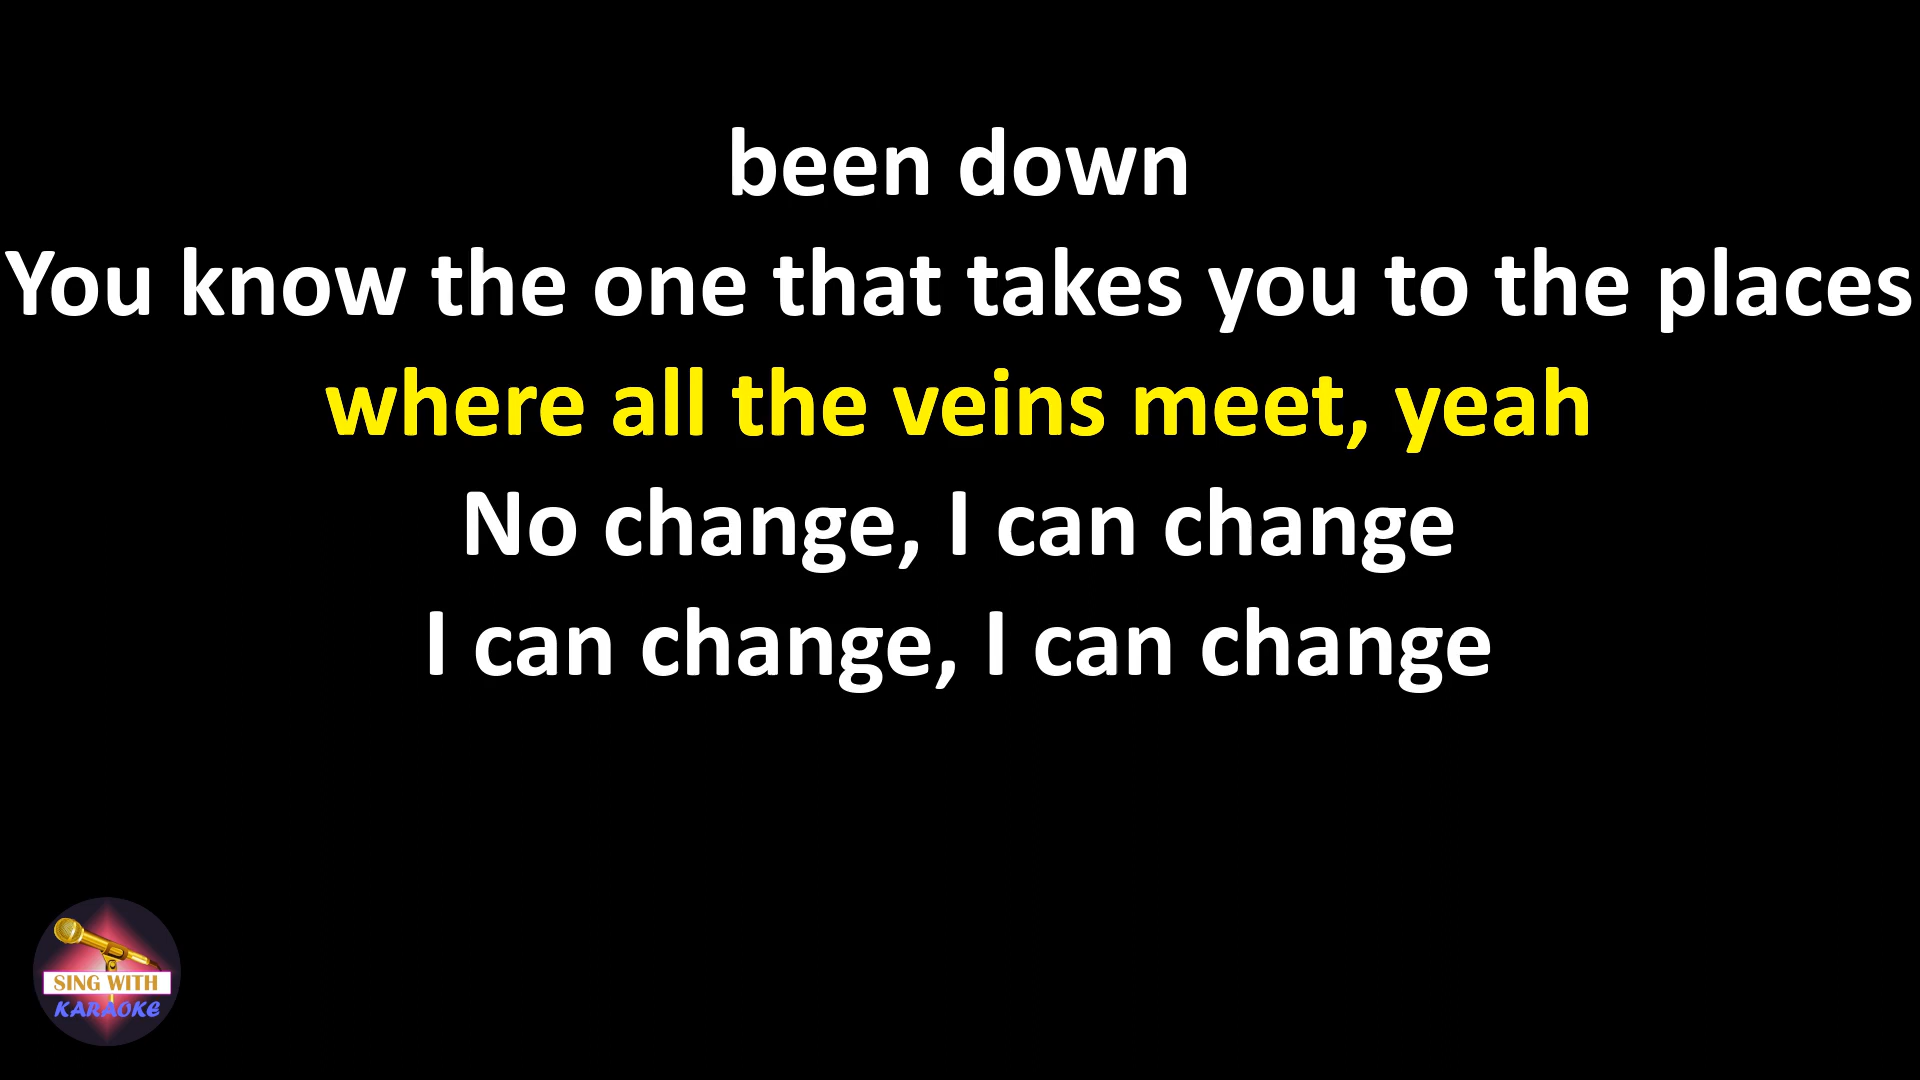 been down
You know the one that takes you to the places
where all the veins meet, yeah
No change, I can change
I can change, I can change
SING WITH
KARAOKE